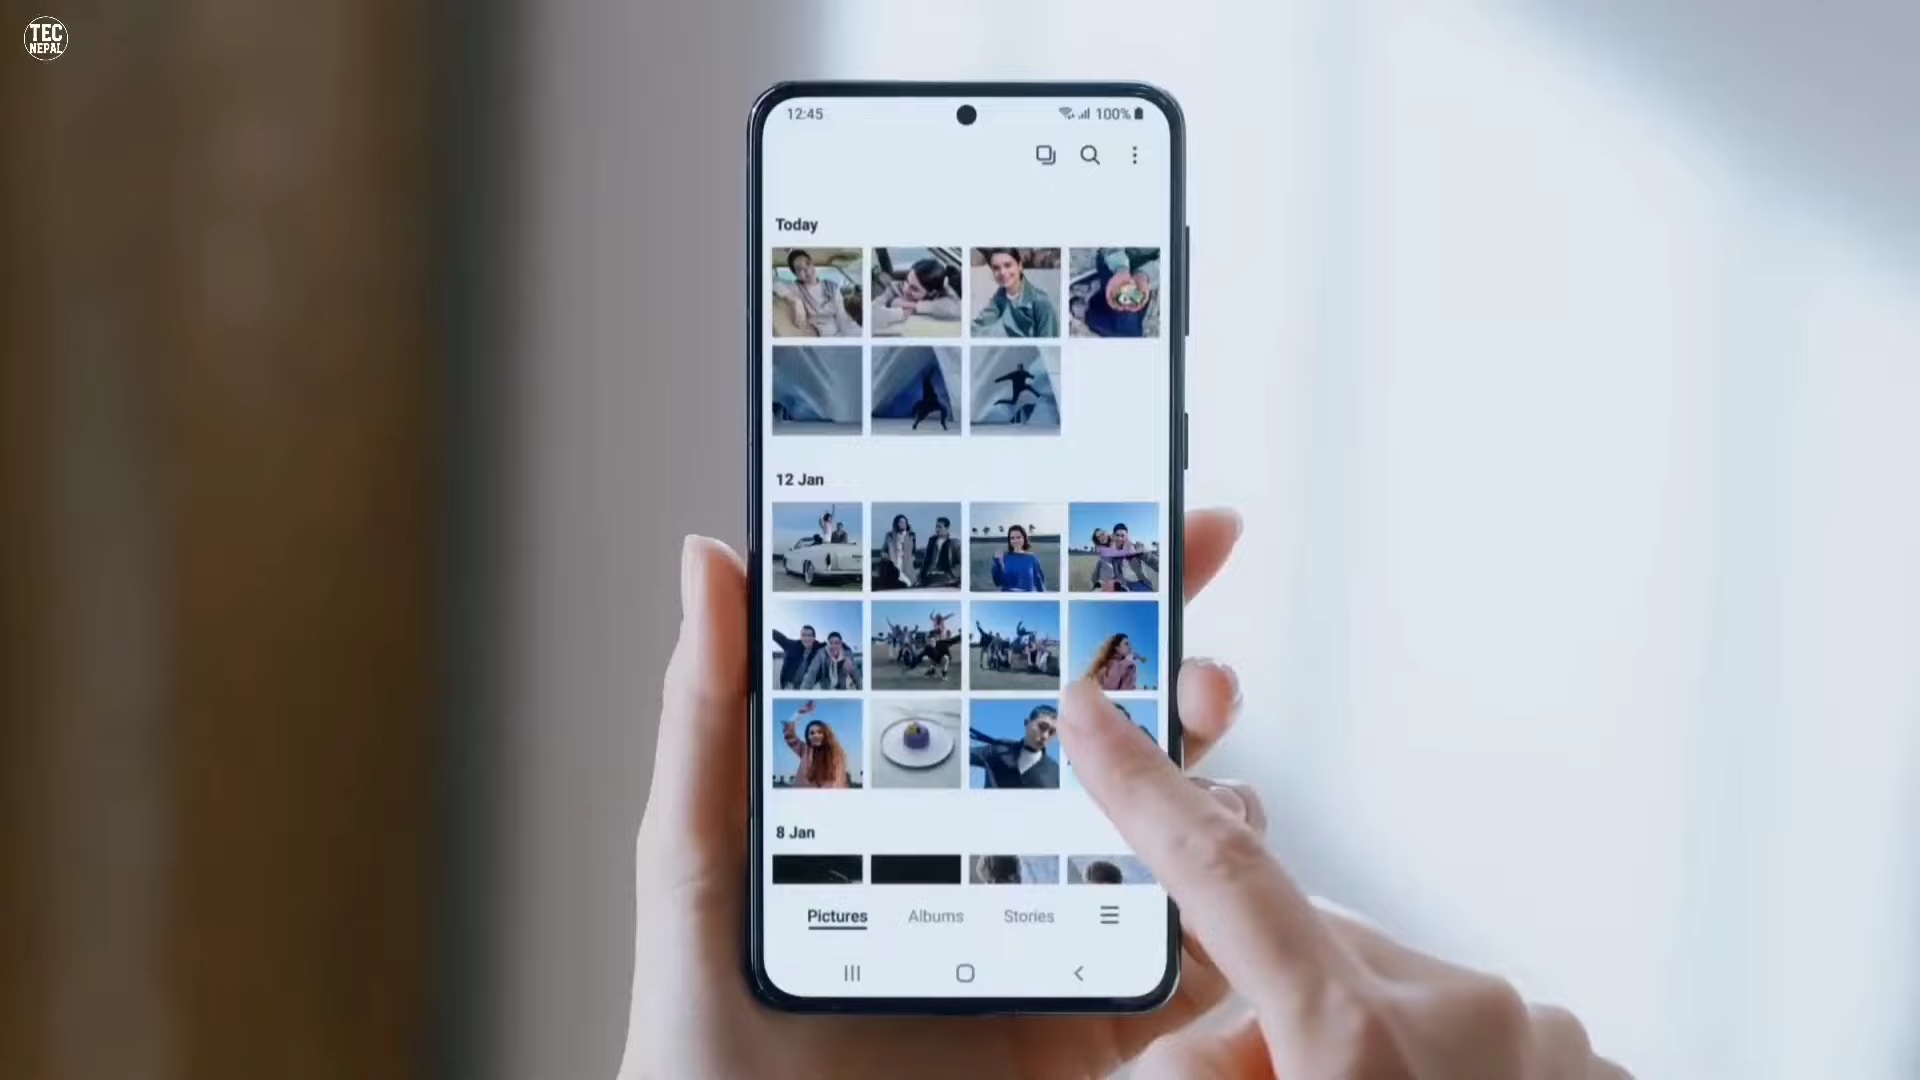 TEC
NEPAL
12:45
100%
Today
12 Jan
8 Jan
Pictures
Albums
Stories